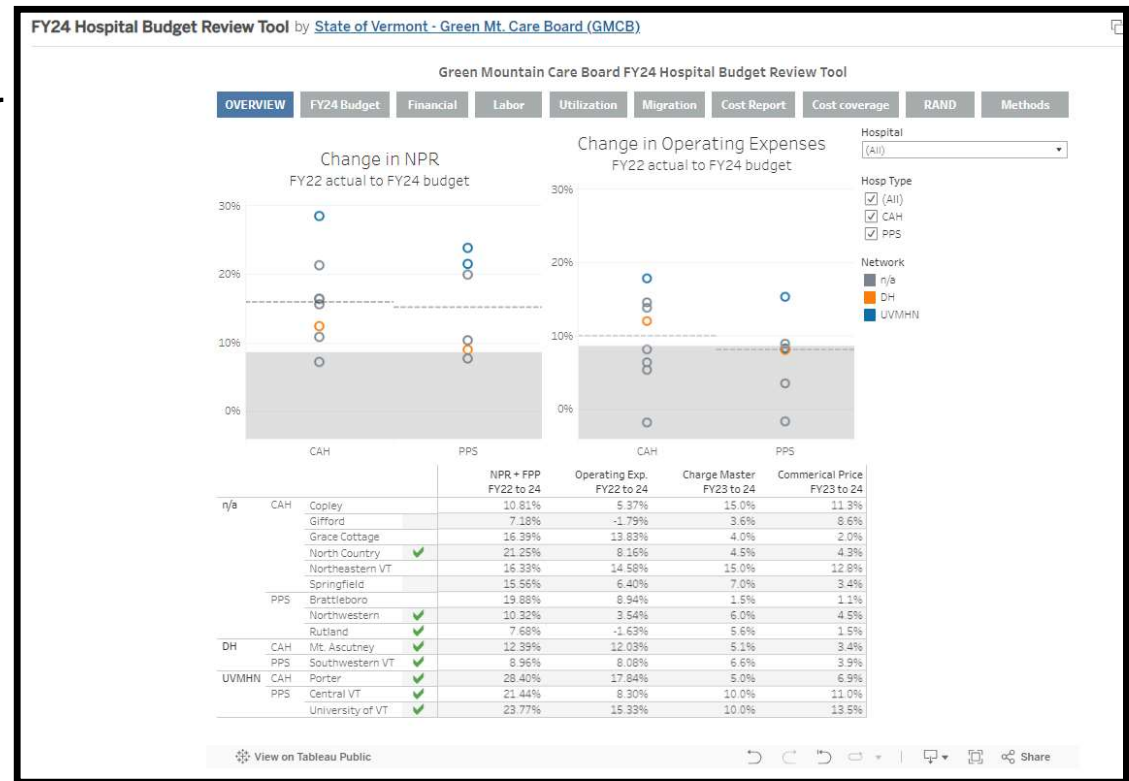 FY24 Hospital Budget Review Tool by State of Vermont - Green Mt. Care Board (GMCB)
Green Mountain Care Board FY24 Hospital Budget Review Tool
OVERVIEW FY24 Budget Financial Labor Utilization Migration Cost Report Cost coverage RAND Methods
Change in NPR
FY22 actual to FY24 budget
30%
20%
10%
0%
CAH PPS
Change in Operating Expenses
FY22 actual to FY24 budget
30%
20%
10%
0%
CAH PPS
Hospital
(All)
Hosp Type
(All)
CAH
PPS
Network
n/a
DH
UVMHN
NPR + FPP Operating Exp. Charge Master Commerical Price
FY22 to 24 FY22 to 24 FY23 to 24 FY23 to 24
n/a CAH Copley 10.81% 5.37% 15.0% 11.3%
Gifford 7.18% -1.79% 3.6% 8.6%
Grace Cottage 16.39% 13.83% 4.0% 2.0%
North Country ✔ 21.25% 8.16% 4.5% 4.3%
Northeastern VT 16.33% 14.58% 15.0% 12.8%
Springfield 15.56% 6.40% 7.0% 3.4%
PPS Brattleboro 19.88% 8.94% 1.5% 1.1%
Northwestern ✔ 10.32% 3.54% 6.0% 4.5%
Rutland ✔ 7.68% -1.63% 5.6% 1.5%
DH CAH Mt. Ascutney ✔ 12.39% 12.03% 5.1% 3.4%
PPS Southwestern VT ✔ 8.96% 8.08% 6.6% 3.9%
UVMHN CAH Porter ✔ 28.40% 17.84% 5.0% 6.9%
PPS Central VT ✔ 21.44% 8.30% 10.0% 11.0%
University of VT ✔ 23.77% 15.33% 10.0% 13.5%
View on Tableau Public
Share